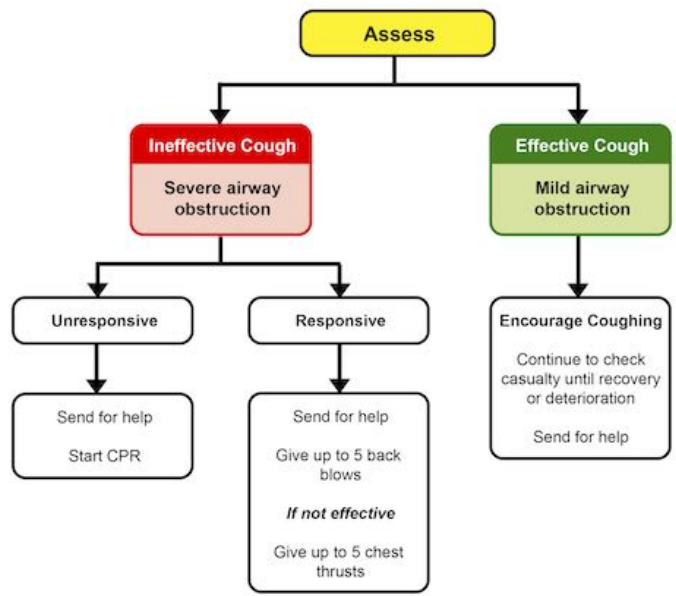 Assess
Ineffective Cough
Severe airway
obstruction
Effective Cough
Mild airway
obstruction
Unresponsive
Responsive
Send for help
Start CPR
Send for help
Give up to 5 back
blows
If not effective
Give up to 5 chest
thrusts
Encourage Coughing
Continue to check
casualty until recovery
or deterioration
Send for help